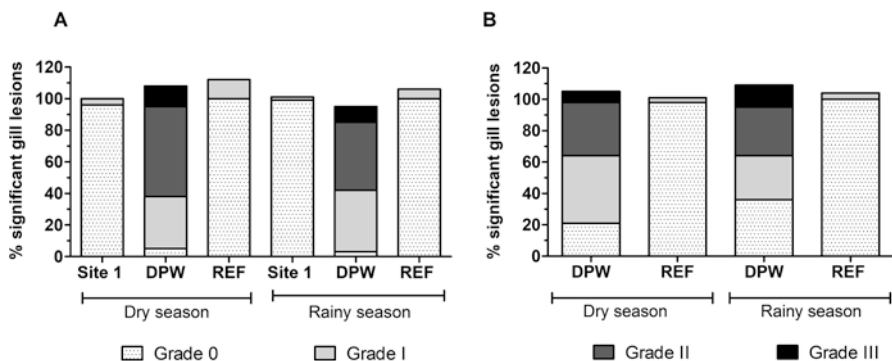 A
% significant gill lesions
120
100
80
60
40
20
0
Site 1 DPW REF Site 1 DPW REF
Dry season Rainy season
B
% significant gill lesions
120
100
80
60
40
20
0
DPW REF DPW REF
Dry season Rainy season
Grade 0 Grade I Grade II Grade III